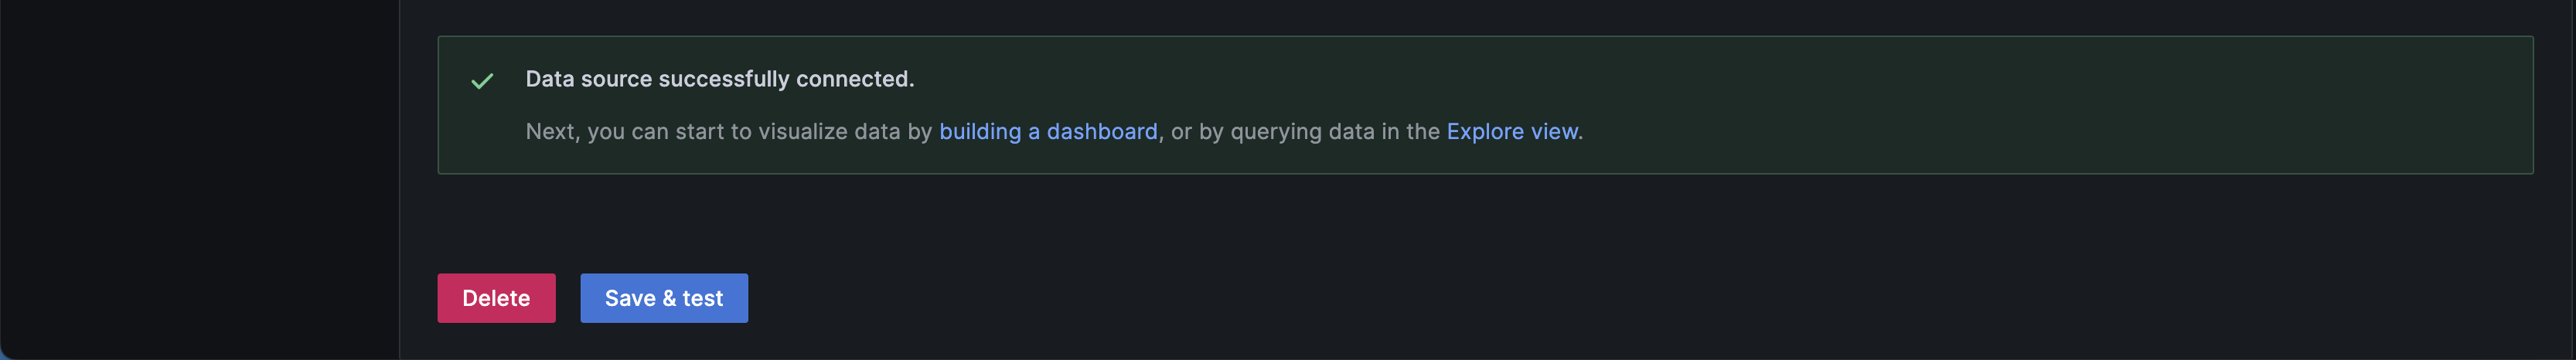 Data source successfully connected.
Next, you can start to visualize data by building a dashboard, or by querying data in the Explore view.
Delete
Save & test